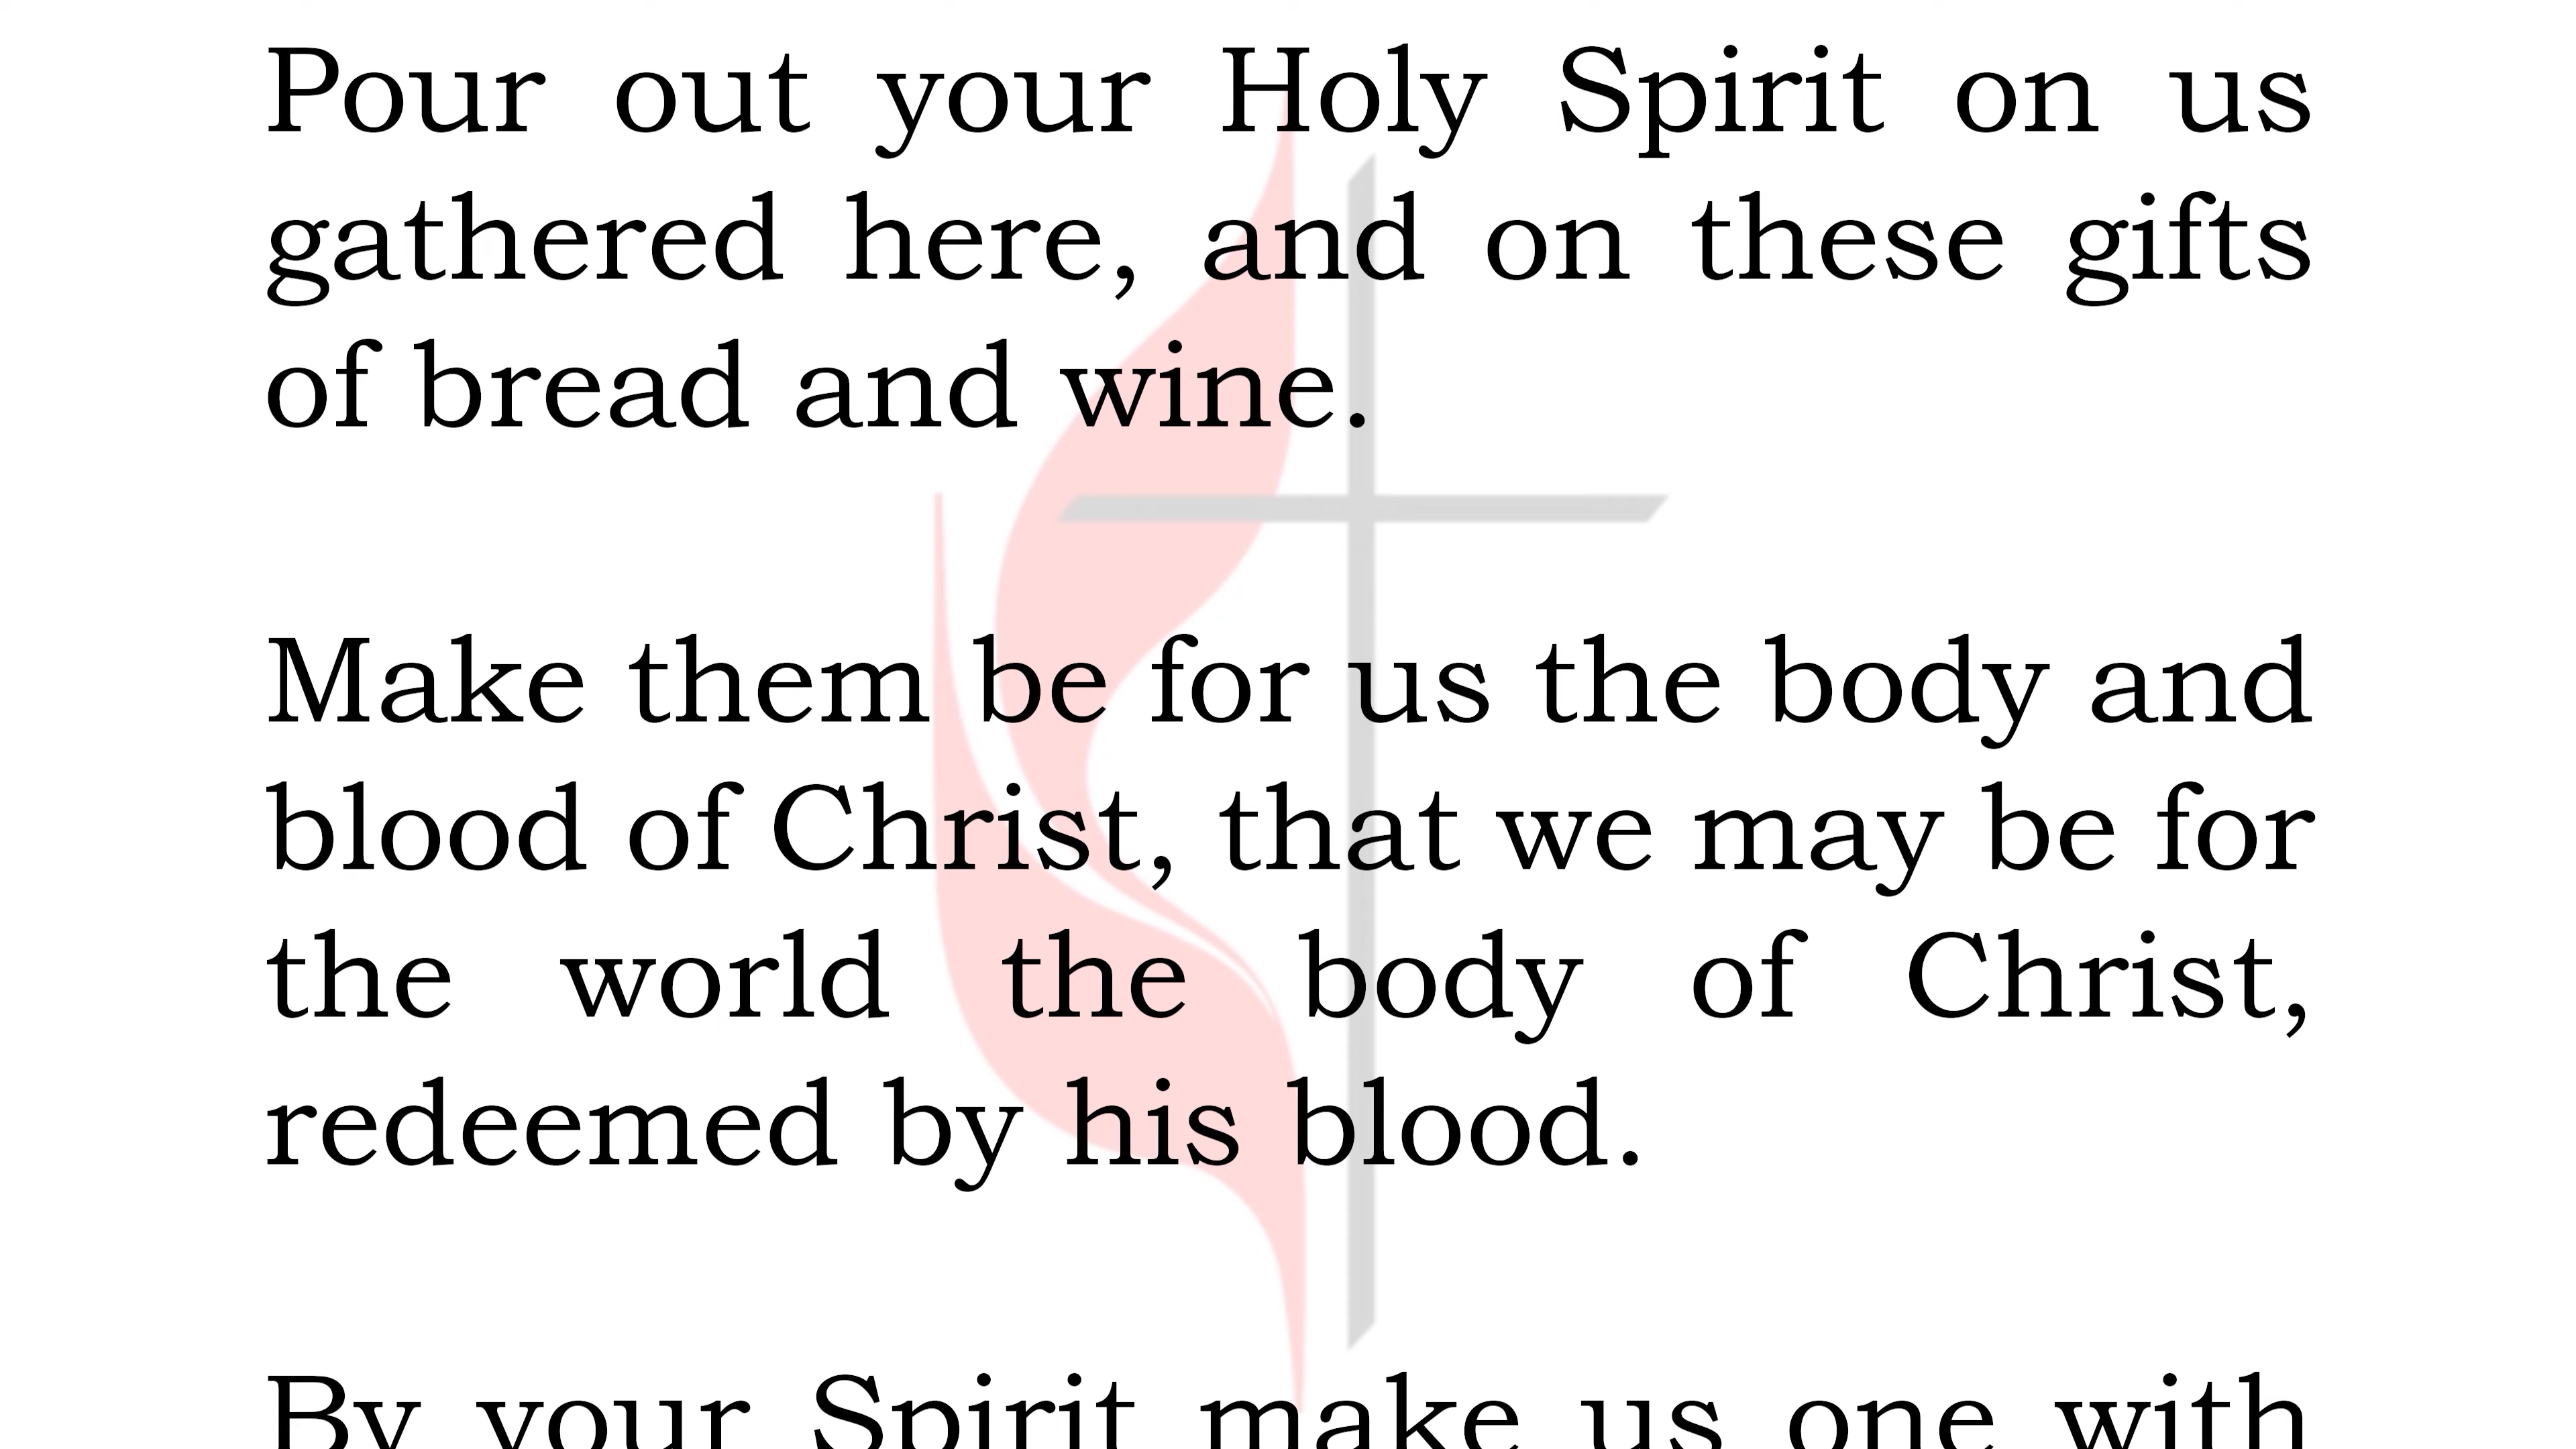 Pour out your Holy Spirit on us
gathered here, and on these gifts
of bread and wine.
Make them be for us the body and
blood of Christ, that we may be for
the world the body of Christ,
redeemed by his blood.
By your Spirit make us one with